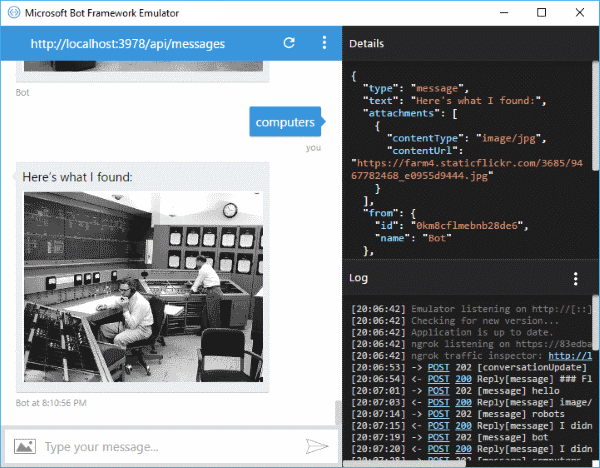 Microsoft Bot Framework Emulator
http://localhost:3978/api/messages
Bot
computers
you
Here's what I found:
Bot at 8:10:56 PM
Type your message...
Details
{
"type": "message",
"text": "Here's what I found:",
"attachments": [
{
"contentType": "image/jpg",
"contentUrl":
"https://farm4.staticflickr.com/3685/94
67782468_e0955d9444.jpg"
}
],
"from": {
"id": "0km8cflmebnb28de6",
"name": "Bot"
},
Log
[20:06:42] Emulator listening on http://[::]
[20:06:42] Checking for new version...
[20:06:42] Application is up to date.
[20:06:42] ngrok listening on https://83edba
[20:06:42] ngrok traffic inspector: http://1
[20:06:53] -> POST 202 [conversationUpdate]
[20:06:54] <- POST 200 Reply[message] ### Fl
[20:07:01] -> POST 202 [message] hello
[20:07:03] <- POST 200 Reply[message] image/
[20:07:14] -> POST 202 [message] robots
[20:07:15] <- POST 200 Reply[message] I didn
[20:07:19] -> POST 202 [message] bot
[20:07:20] <- POST 200 Reply[message] I didn
[20:07:28] -> POST 202 [message] computers